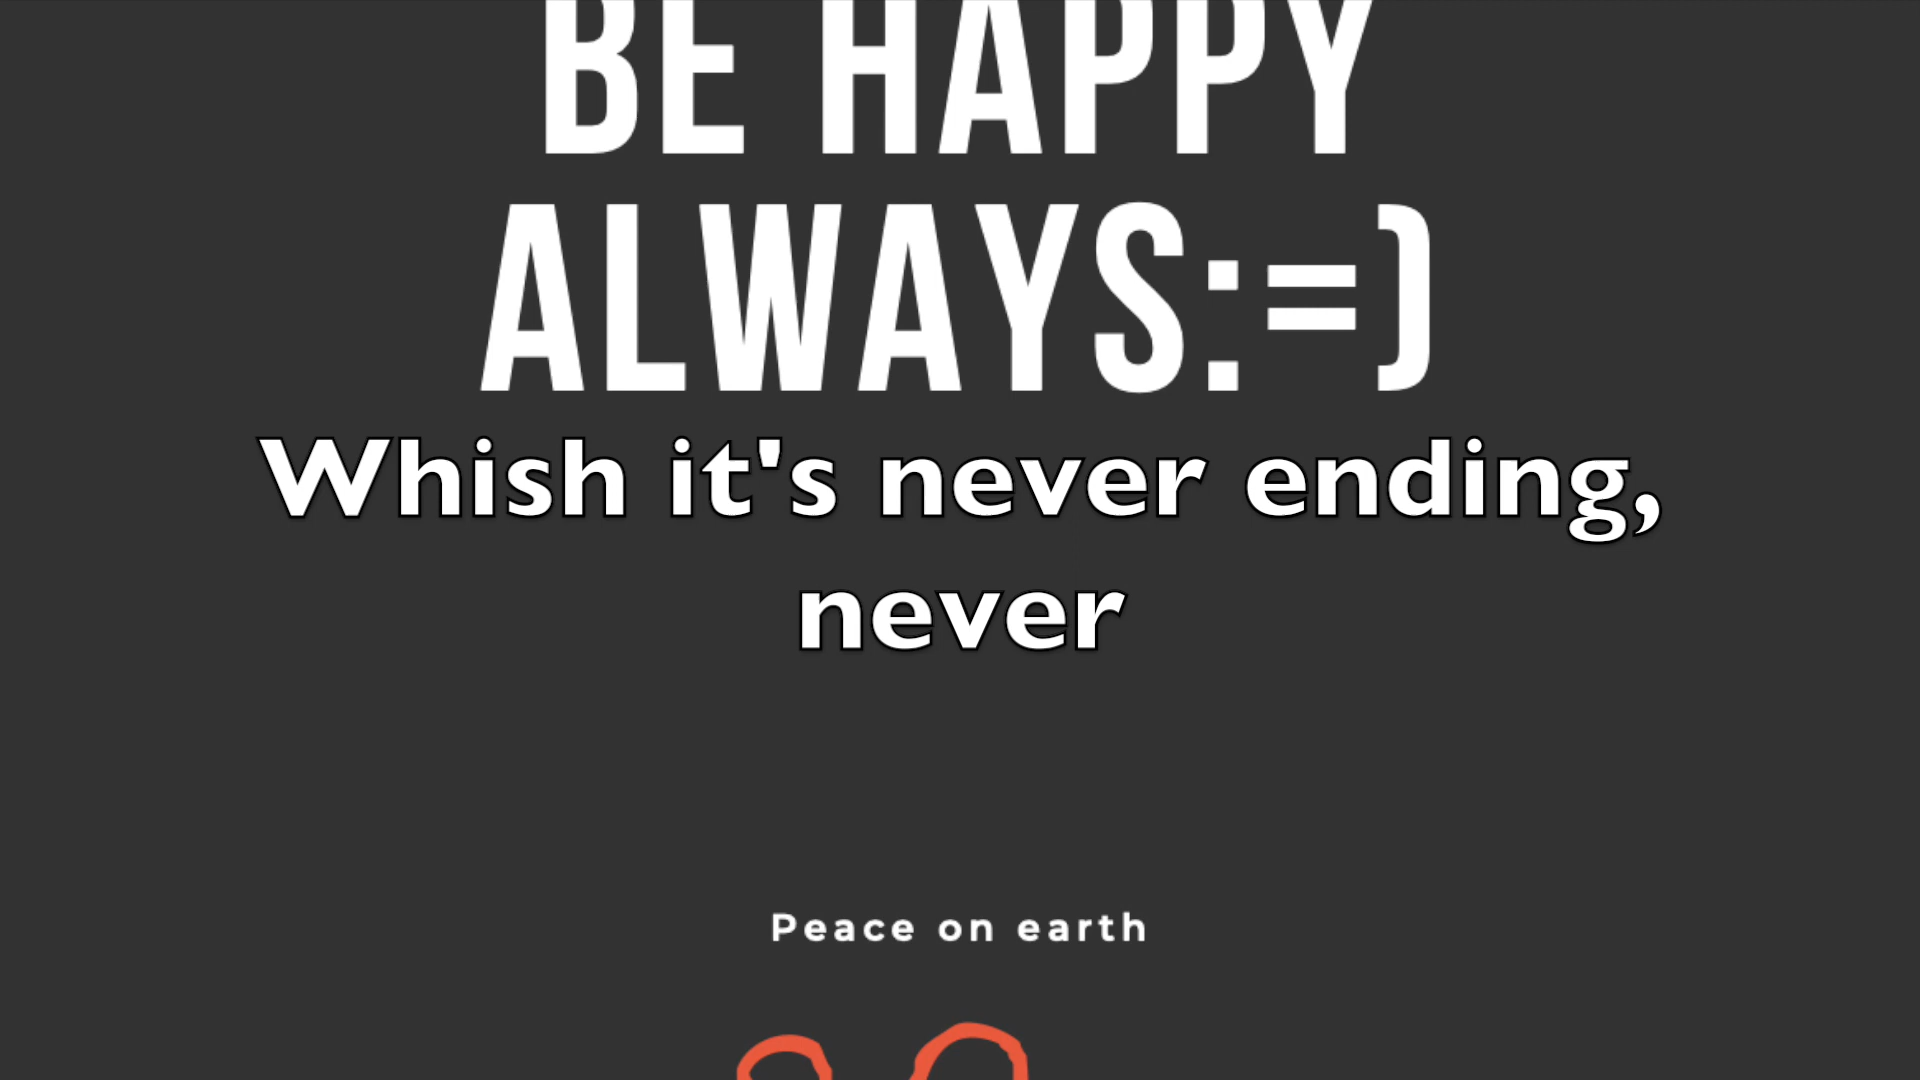 BE HAPPY
ALWAYS:=)
Whish it's never ending,
never
Peace on earth